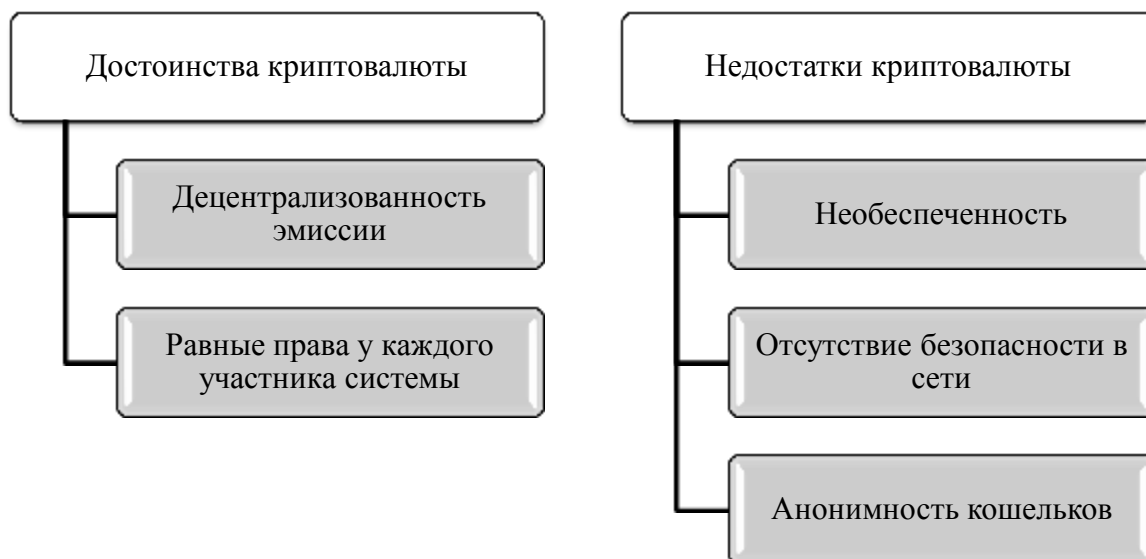 Достоинства криптовалюты
Децентрализованность
эмиссии
Равные права у каждого
участника системы
Недостатки криптовалюты
Необеспеченность
Отсутствие безопасности в
сети
Анонимность кошельков